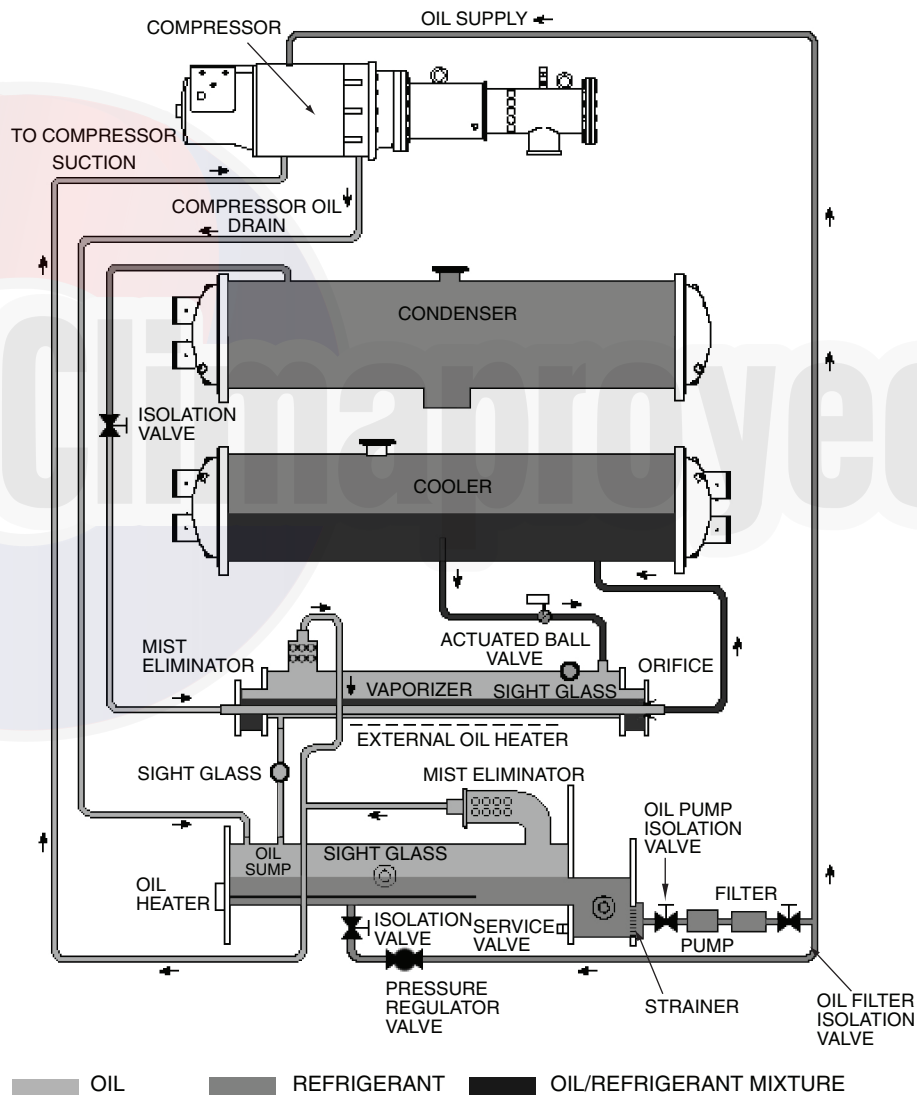 OIL SUPPLY
COMPRESSOR
TO COMPRESSOR
SUCTION
COMPRESSOR OIL
DRAIN
CONDENSER
ISOLATION
VALVE
COOLER
ACTUATED BALL
VALVE
MIST
ELIMINATOR
ORIFICE
VAPORIZER
SIGHT GLASS
EXTERNAL OIL HEATER
SIGHT GLASS
MIST ELIMINATOR
OIL PUMP
ISOLATION
VALVE
OIL
SUMP
SIGHT GLASS
OIL
HEATER
FILTER
ISOLATION
VALVE
SERVICE
VALVE
PUMP
PRESSURE
REGULATOR
VALVE
STRAINER
OIL FILTER
ISOLATION
VALVE
OIL
REFRIGERANT
OIL/REFRIGERANT MIXTURE
Climaproyec